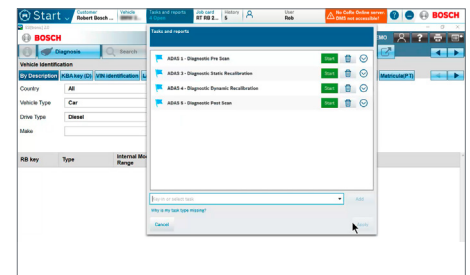 Start
Customer
Robert Bosch ...
Vehicle
Tasks and reports
Job card
RT RB 2...
History
5
User
Rob
No CoRe Online server
BMS not accessible!
BOSCH
BOSCH
Diagnosis
Search
Vehicle Identification
By Description
KBA key (D)
VIN identification
Matricula(PT)
Country
All
Vehicle Type
Car
Drive Type
Diesel
Make
RB key
Type
Internal
Range
Tasks and reports
ADAS 1 - Diagnostic Pre Scan
Start
ADAS 3 - Diagnostic Static Recalibration
Start
ADAS 4 - Diagnostic Dynamic Recalibration
Start
ADAS 8 - Diagnostic Post Scan
Start
Key-in or select task
Add
Why is my task type missing?
Cancel